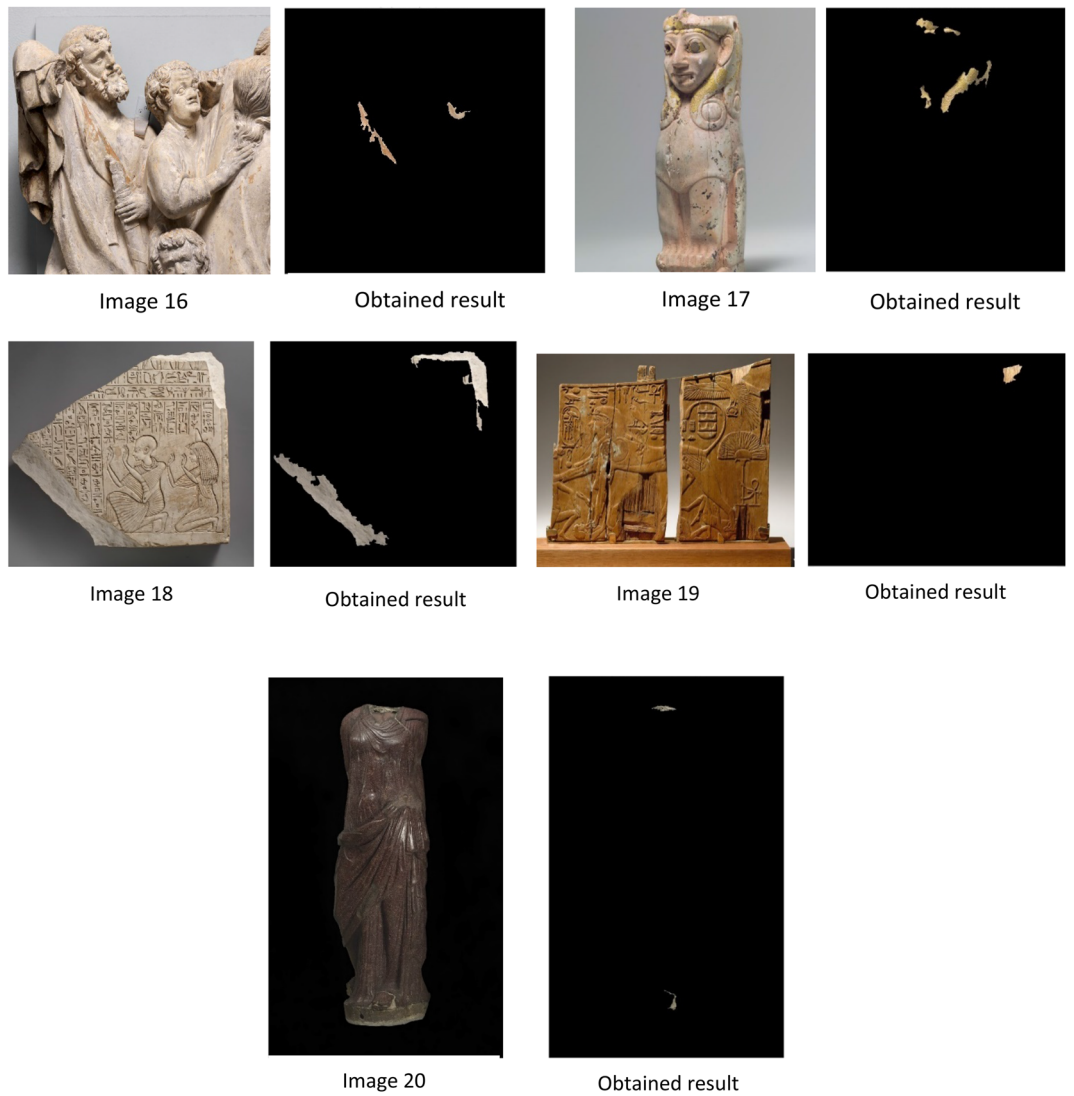 Image 16
Obtained result
Image 17
Obtained result
Image 18
Obtained result
Image 19
Obtained result
Image 20
Obtained result